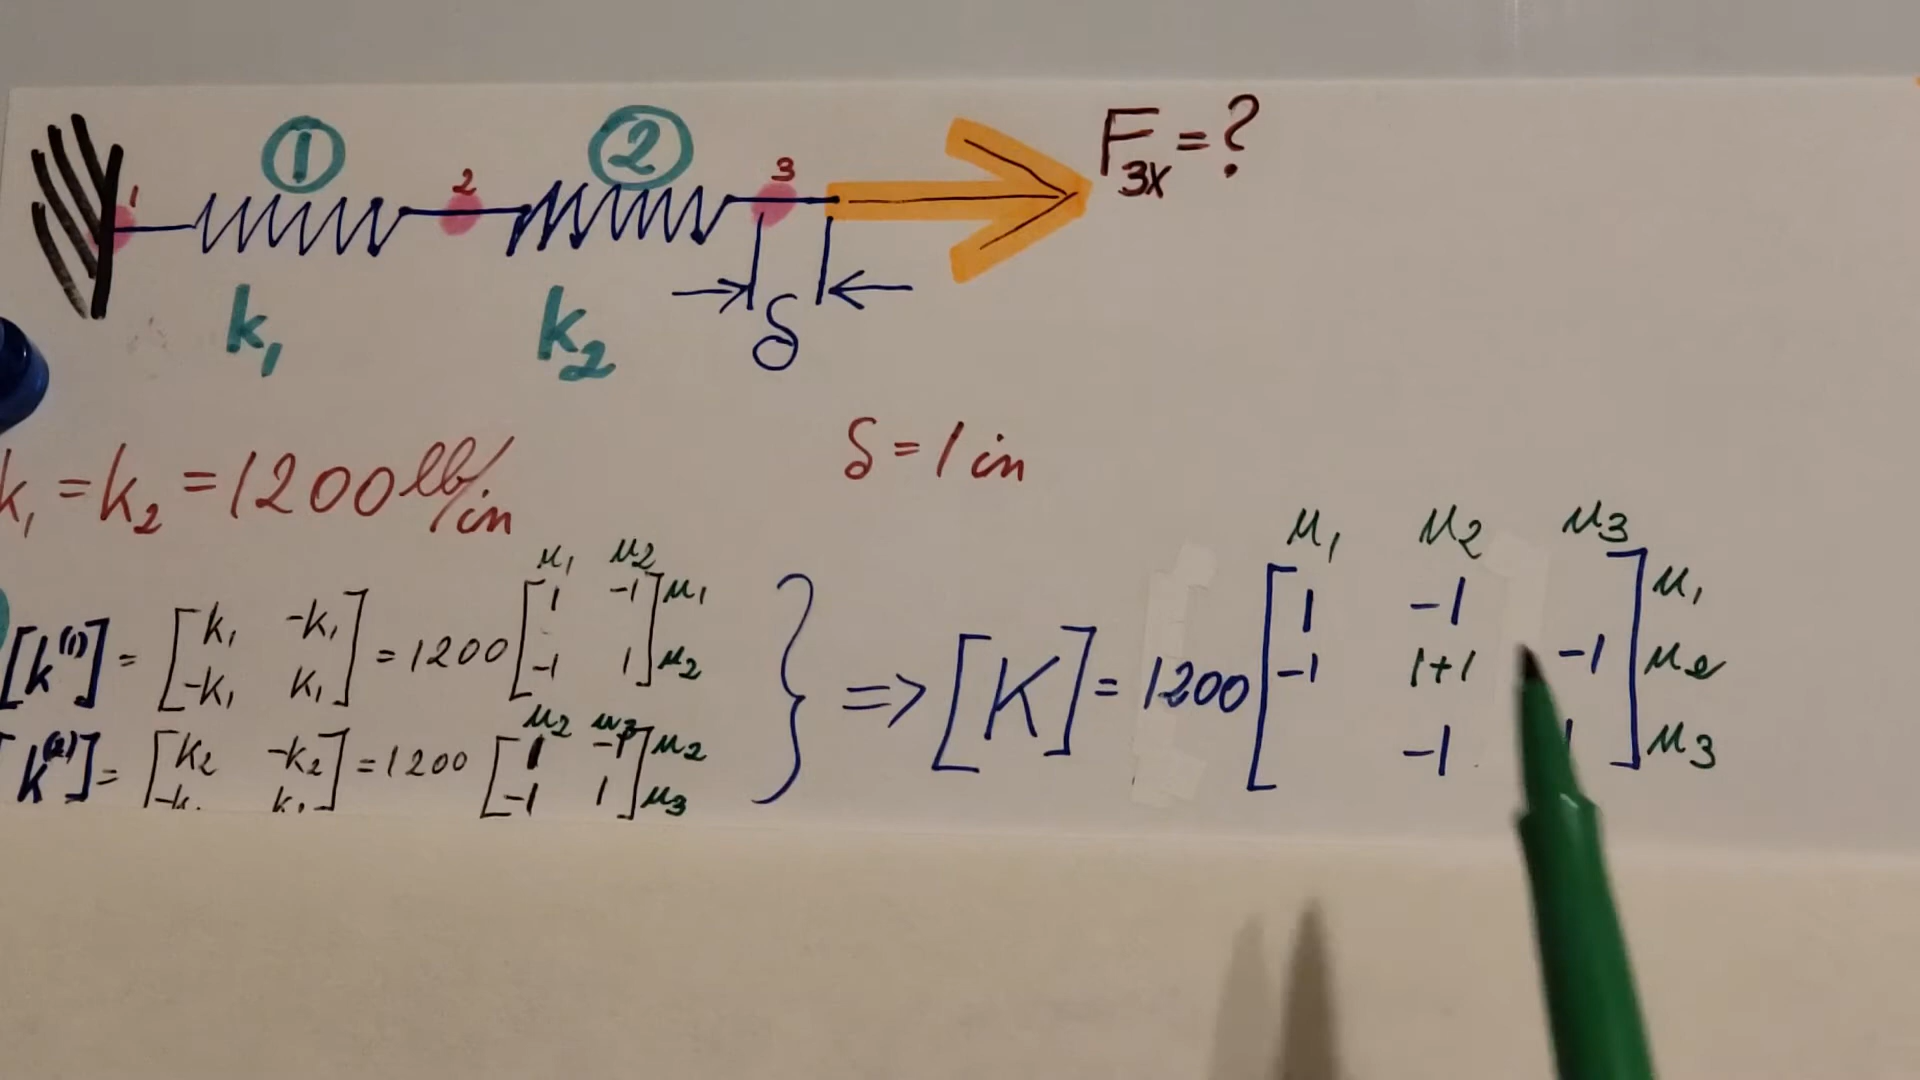 ① ② F3x = ?
1 2 3
k1 k2 δ
k1 = k2 = 1200 lb/in δ = 1 in
u1 u2
[k(1)] = [k1 -k1 = 1200 [1 -1] u1
-k1 k1] -1 1] u2
u2 u3
[k(2)] = [k2 -k2] = 1200 [1 -1] u2
-1 1] u3
} => [K] = 1200
u1 u2 u3
[1 -1 ] u1
-1 1+1 -1 u2
-1 1 ] u3